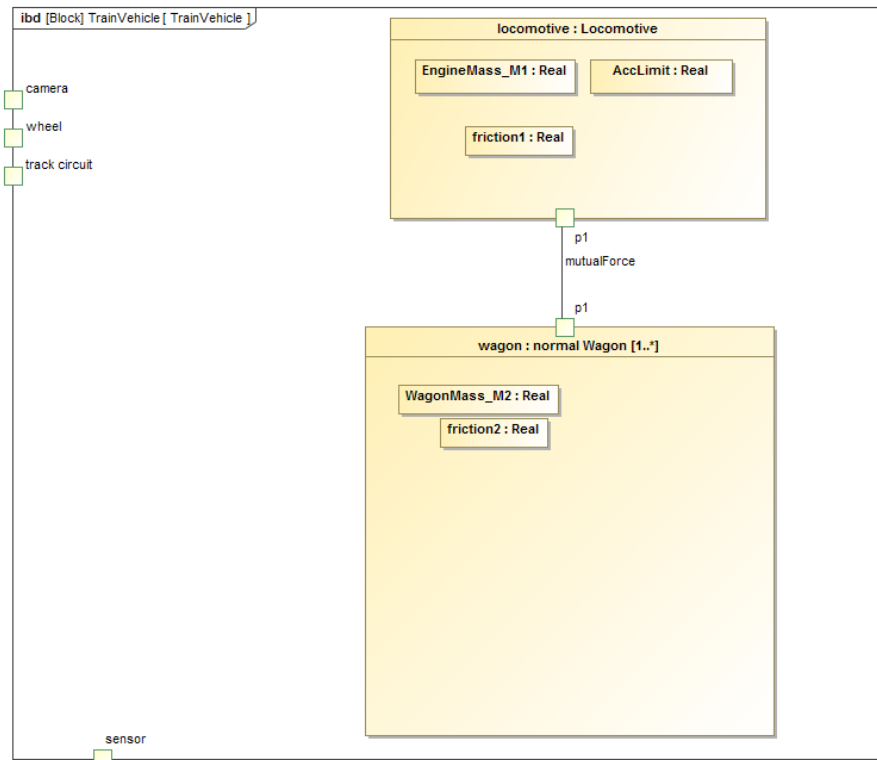 ibd [Block] TrainVehicle [ TrainVehicle ]
camera
wheel
track circuit
locomotive : Locomotive
EngineMass_M1 : Real
AccLimit : Real
friction1 : Real
p1
mutualForce
p1
wagon : normal Wagon [1..*]
WagonMass_M2 : Real
friction2 : Real
sensor